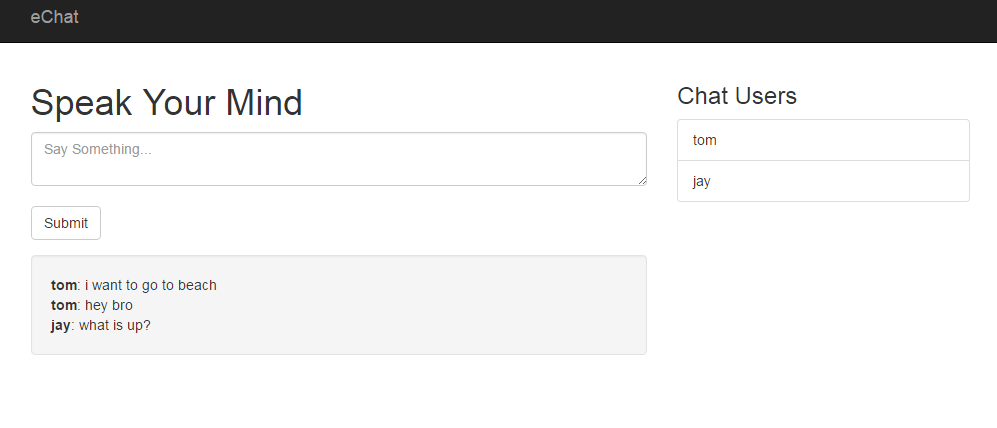 eChat
Speak Your Mind
Say Something...
Submit
tom: i want to go to beach
tom: hey bro
jay: what is up?
Chat Users
tom
jay